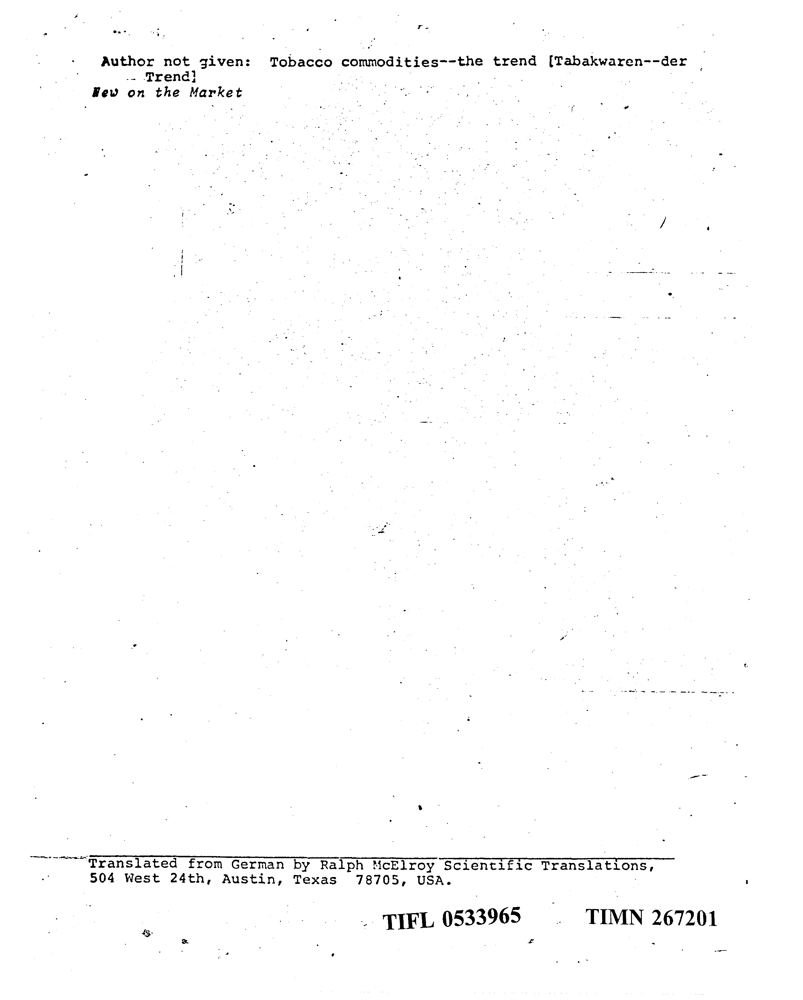 Author not given: Tobacco commodities--the trend [Tabakwaren--der
Trend]
New on the Market
Translated from German by Ralph McElroy Scientific Translations,
504 West 24th, Austin, Texas 78705, USA.
TIFL 0533965 TIMN 267201